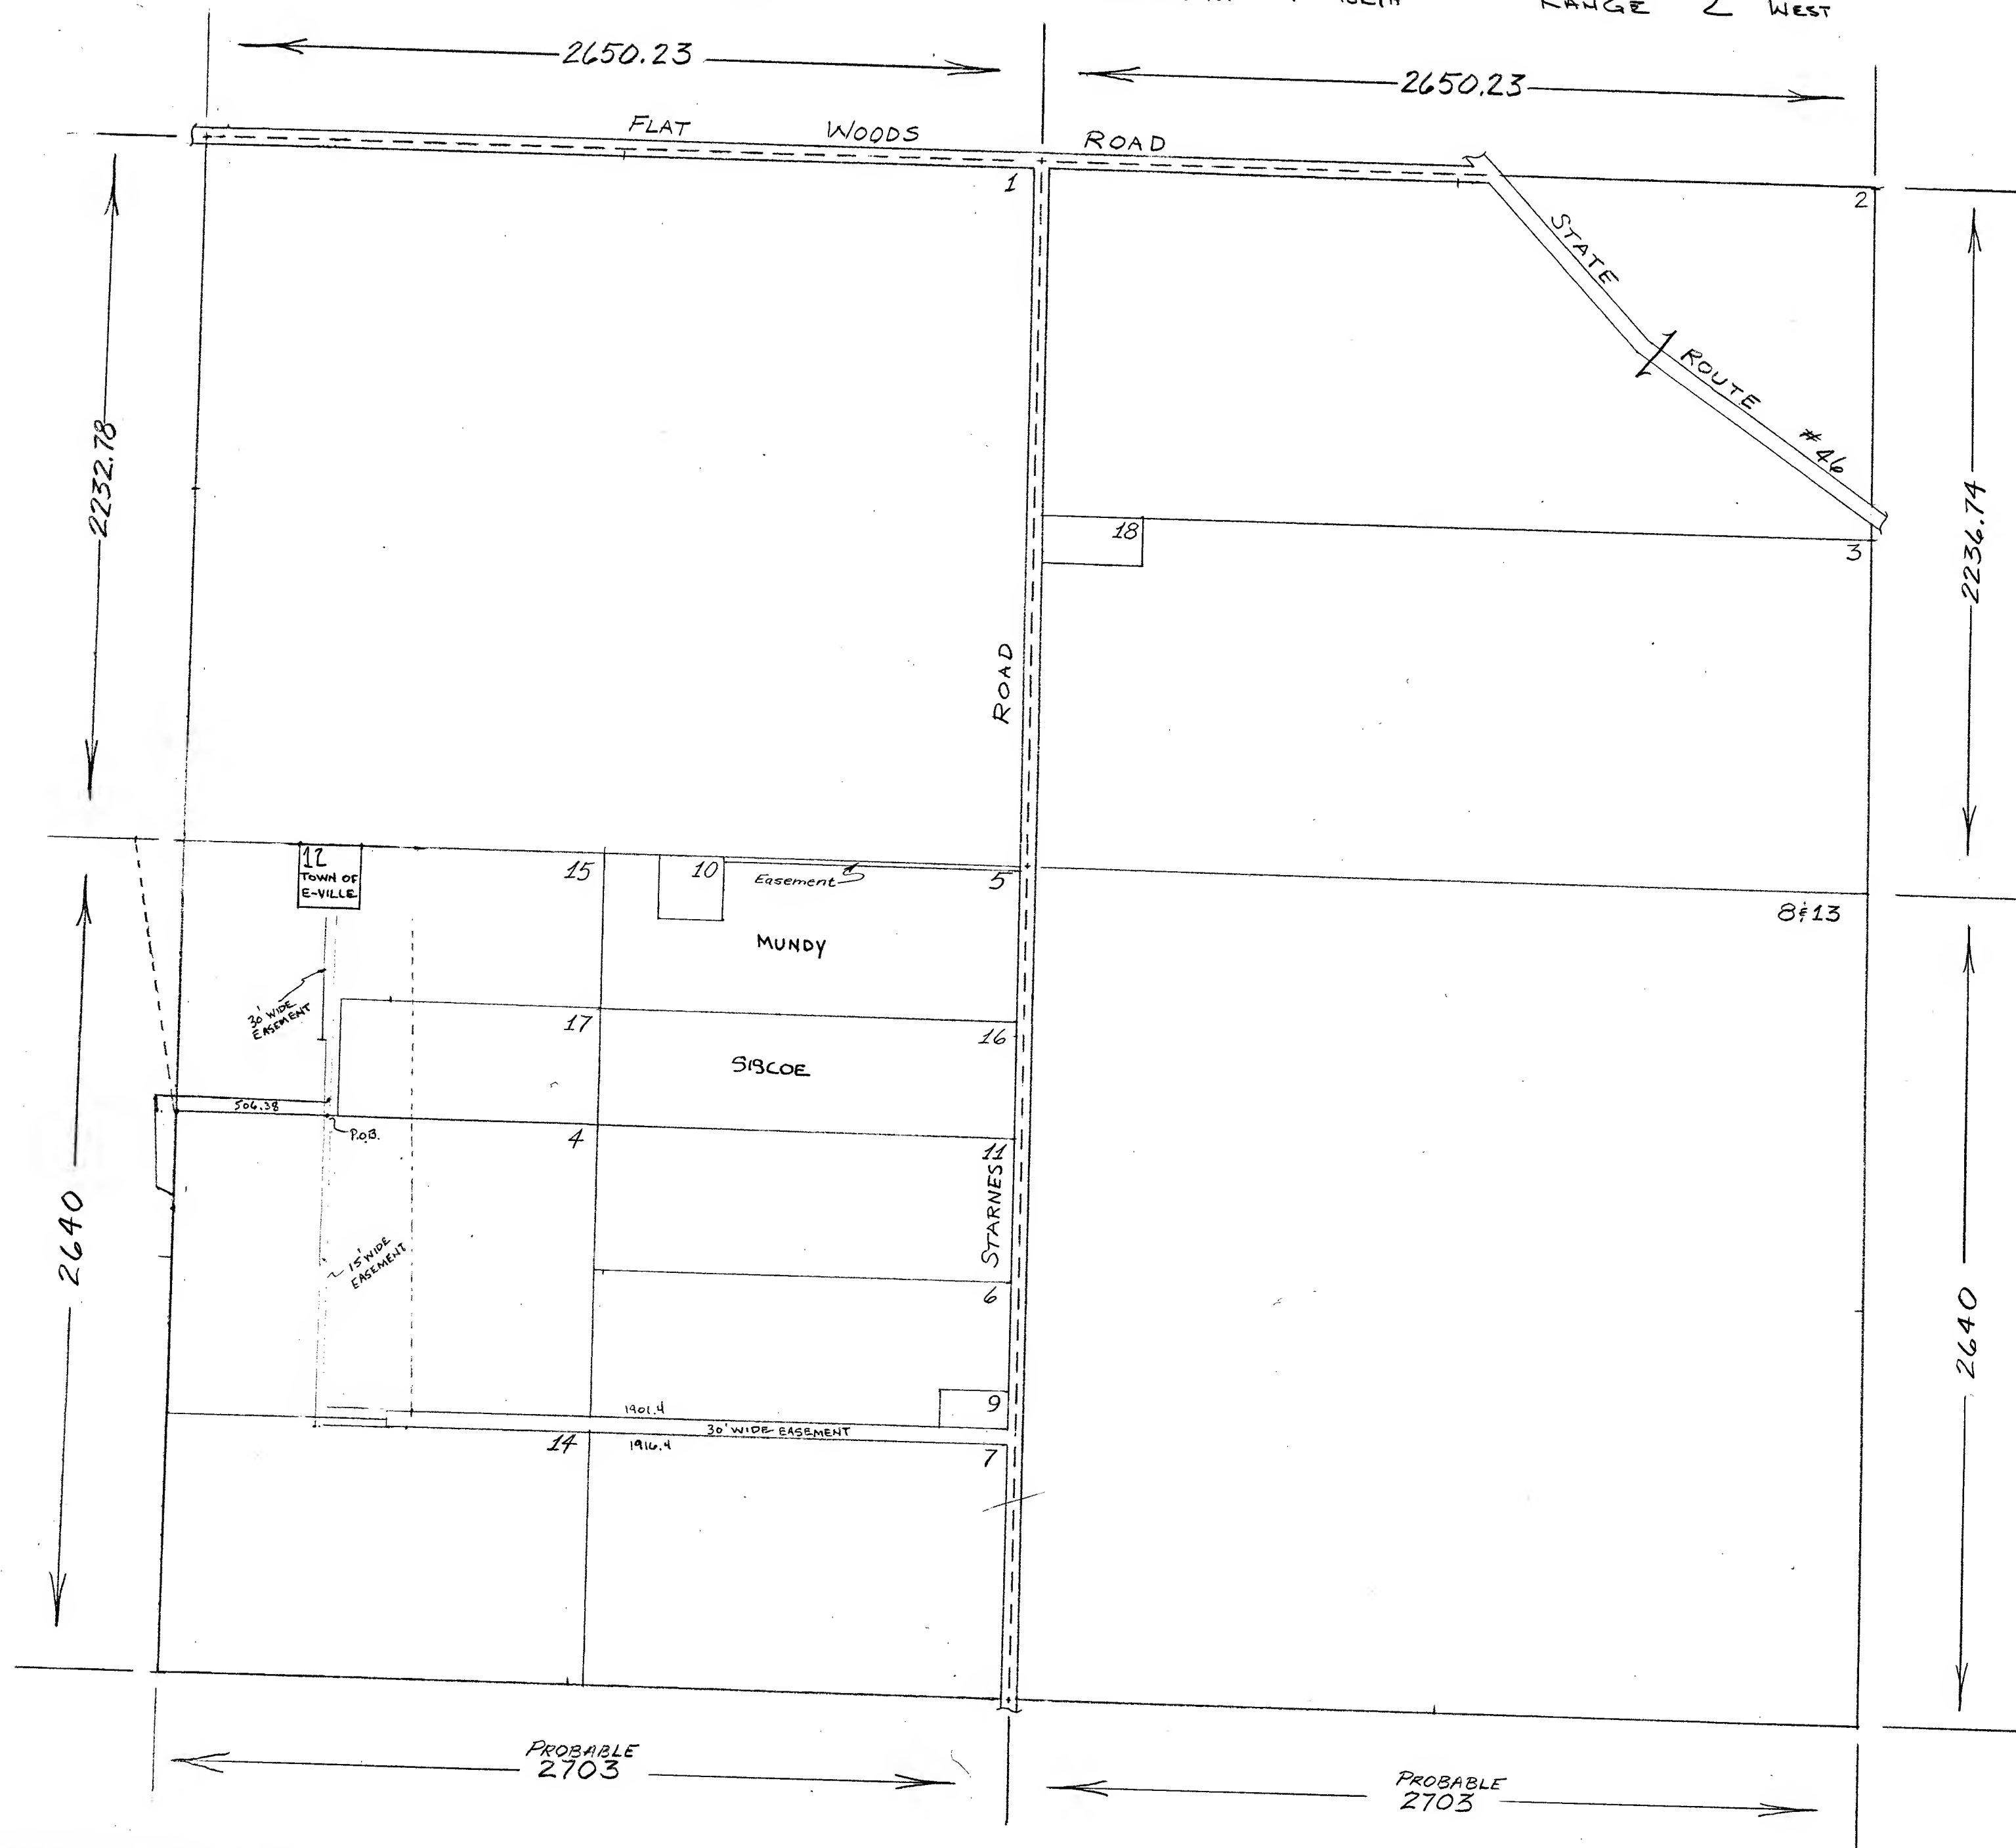 RANGE 2 WEST
2650.23
2650.23
FLAT WOODS ROAD
1
2
STATE ROUTE #46
2232.78
2236.74
18
3
ROAD
12
TOWN OF
E-VILLE
15
10
Easement
5
8 & 13
MUNDY
30' WIDE
EASEMENT
17
16
SISCOE
506.38
P.O.B.
4
11
STARNES
2640
15' WIDE
EASEMENT
6
2640
1901.4
9
30' WIDE EASEMENT
14
1916.4
7
PROBABLE
2703
PROBABLE
2703